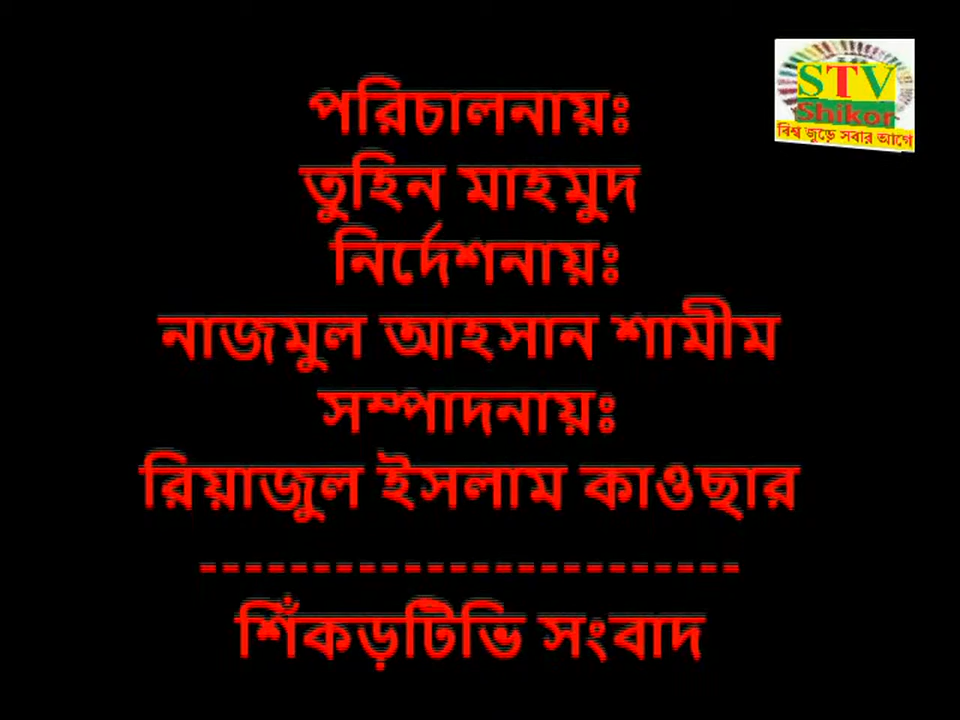 STV
Shikor
বিশ্ব জুড়ে সবার আগে
পরিচালনায়ঃ
তুহিন মাহমুদ
নির্দেশনায়ঃ
নাজমুল আহসান শামীম
সম্পাদনায়ঃ
রিয়াজুল ইসলাম কাওছার
-------------------------
শিঁকড়টিভি সংবাদ